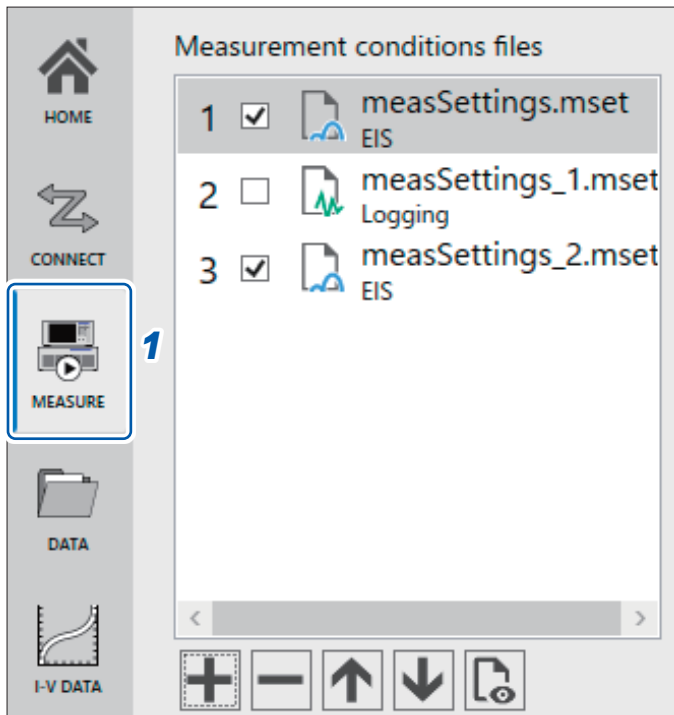 HOME
CONNECT
MEASURE
DATA
I-V DATA
1
Measurement conditions files
1 measSettings.mset
EIS
2 measSettings_1.mset
Logging
3 measSettings_2.mset
EIS